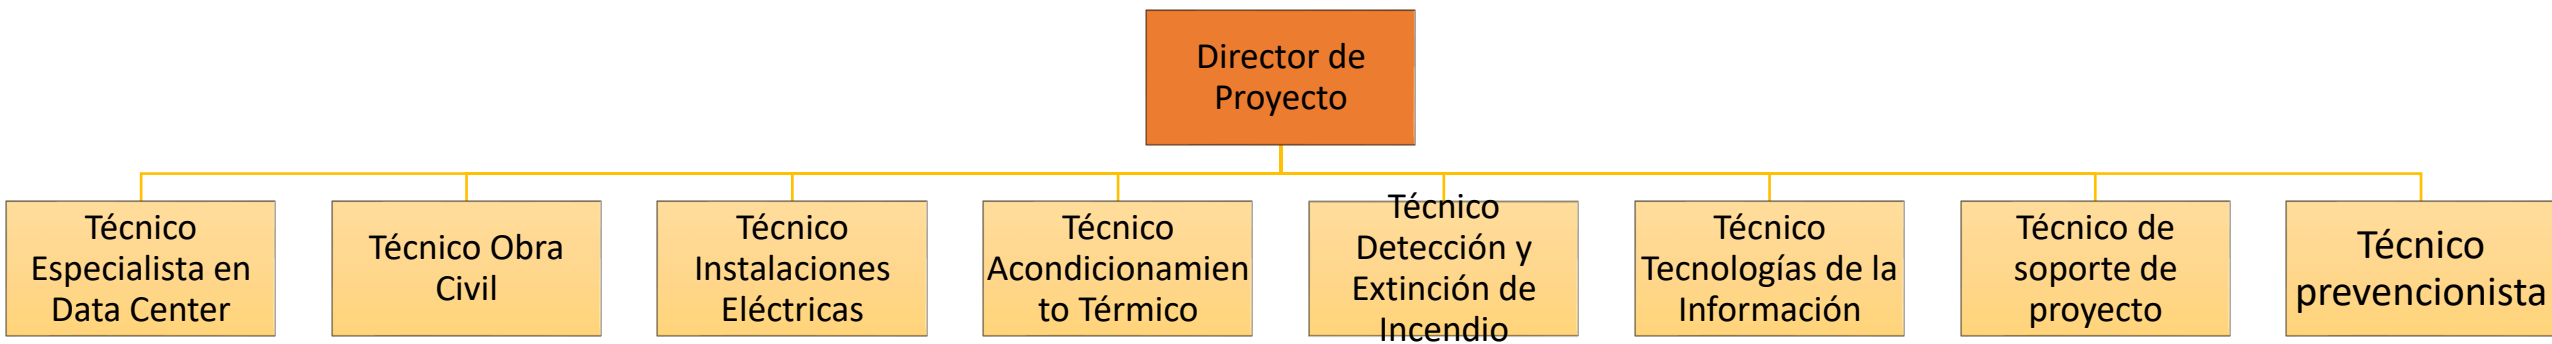 Director de
Proyecto
Técnico
Especialista en
Data Center
Técnico Obra
Civil
Técnico
Instalaciones
Eléctricas
Técnico
Acondicionamien
to Térmico
Técnico
Detección y
Extinción de
Incendio
Técnico
Tecnologías de la
Información
Técnico de
soporte de
proyecto
Técnico
prevencionista